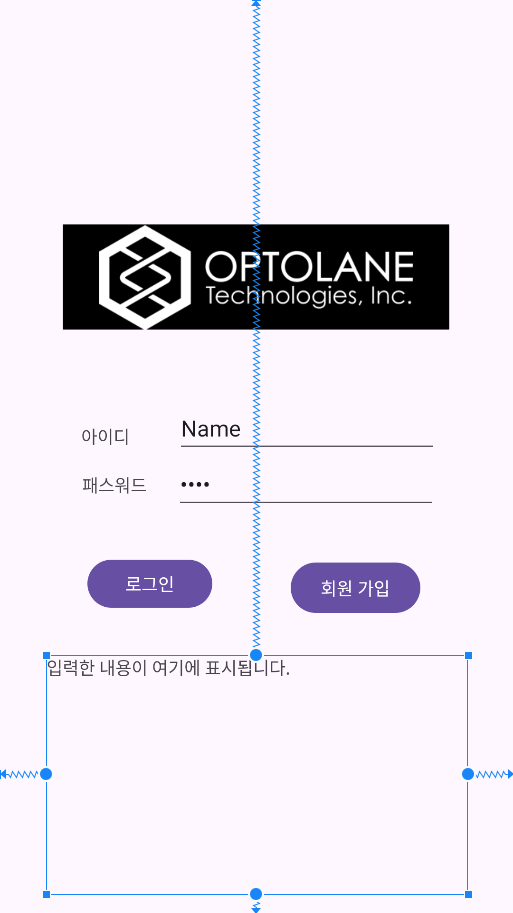 OPTOLANE
Technologies, Inc.
아이디
Name
패스워드
••••
로그인
회원 가입
입력한 내용이 여기에 표시됩니다.